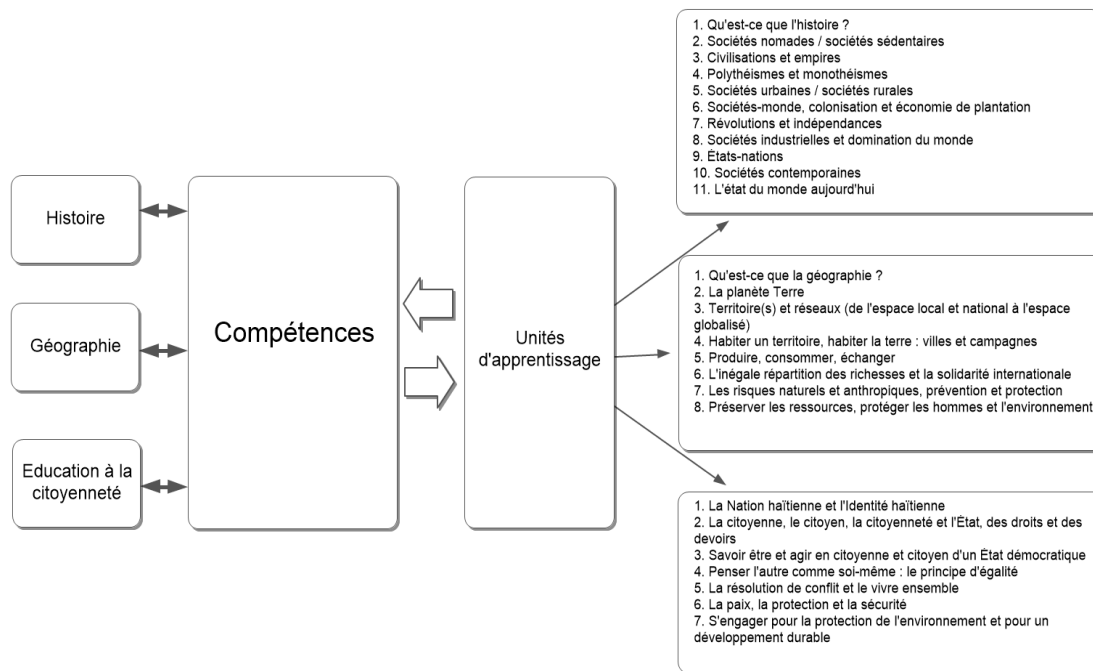 Histoire
Géographie
Education à la
citoyenneté
Compétences
Unités
d'apprentissage
1. Qu'est-ce que l'histoire ?
2. Sociétés nomades / sociétés sédentaires
3. Civilisations et empires
4. Polythéismes et monothéismes
5. Sociétés urbaines / sociétés rurales
6. Sociétés-monde, colonisation et économie de plantation
7. Révolutions et indépendances
8. Sociétés industrielles et domination du monde
9. États-nations
10. Sociétés contemporaines
11. L'état du monde aujourd'hui
1. Qu'est-ce que la géographie ?
2. La planète Terre
3. Territoire(s) et réseaux (de l'espace local et national à l'espace
globalisé)
4. Habiter un territoire, habiter la terre : villes et campagnes
5. Produire, consommer, échanger
6. L'inégale répartition des richesses et la solidarité internationale
7. Les risques naturels et anthropiques, prévention et protection
8. Préserver les ressources, protéger les hommes et l'environnement
1. La Nation haïtienne et l'Identité haïtienne
2. La citoyenne, le citoyen, la citoyenneté et l'État, des droits et des
devoirs
3. Savoir être et agir en citoyenne et citoyen d'un État démocratique
4. Penser l'autre comme soi-même : le principe d'égalité
5. La résolution de conflit et le vivre ensemble
6. La paix, la protection et la sécurité
7. S'engager pour la protection de l'environnement et pour un
développement durable